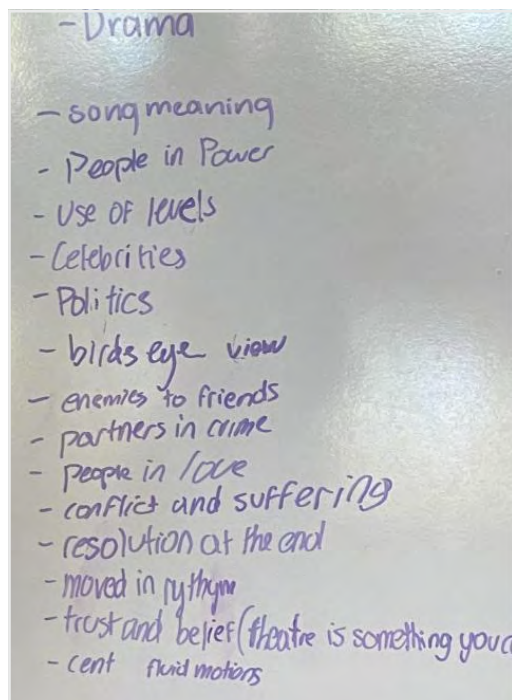 - Drama
- song meaning
- People in Power
- Use of levels
- Celebrities
- Politics
- birds eye view
- enemies to friends
- partners in crime
- people in love
- conflict and suffering
- resolution at the end
- moved in rythym
- trust and belief (theatre is something you
- cent fluid motions